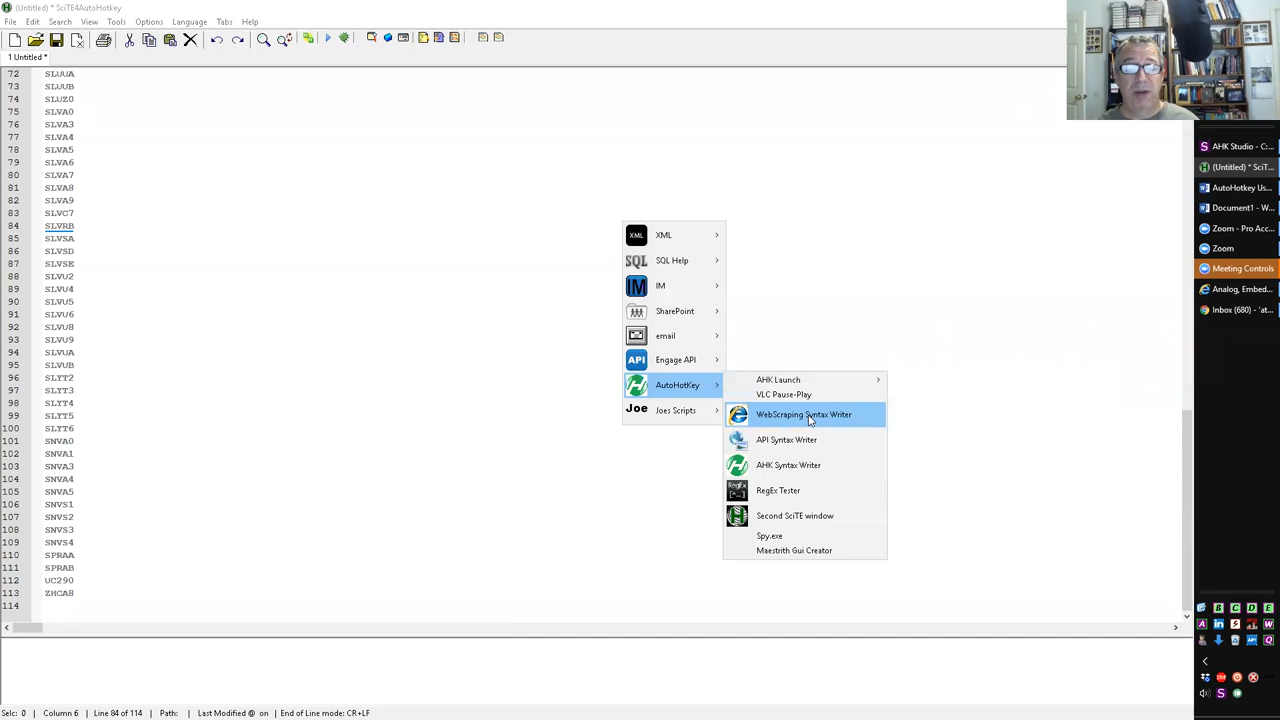 (Untitled) * SciTE4AutoHotkey
File Edit Search View Tools Options Language Tabs Help
1 Untitled *
72 SLUUA
73 SLUUB
74 SLUZ0
75 SLVA0
76 SLVA3
77 SLVA4
78 SLVA5
79 SLVA6
80 SLVA7
81 SLVA8
82 SLVA9
83 SLVC7
84 SLVRB
85 SLVSA
86 SLVSD
87 SLVSE
88 SLVU2
89 SLVU4
90 SLVU5
91 SLVU6
92 SLVU8
93 SLVU9
94 SLVUA
95 SLVUB
96 SLYT2
97 SLYT3
98 SLYT4
99 SLYT5
100 SLYT6
101 SNVA0
102 SNVA1
103 SNVA3
104 SNVA4
105 SNVA5
106 SNVS1
107 SNVS2
108 SNVS3
109 SNVS4
110 SPRAA
111 SPRAB
112 UC290
113 ZHCA8
114
XML XML
SQL SQL Help
IM IM
SharePoint
email
API Engage API
AutoHotKey
Joe Joes Scripts
AHK Launch
VLC Pause-Play
WebScraping Syntax Writer
API Syntax Writer
AHK Syntax Writer
RegEx [^...] RegEx Tester
Second SciTE window
Spy.exe
Maestrith Gui Creator
AHK Studio - C:...
(Untitled) * SciT...
AutoHotkey Us...
Document1 - W...
Zoom - Pro Acc...
Zoom
Meeting Controls
Analog, Embed...
Inbox (680) - 'at...
Selc: 0 Column 6 Line 84 of 114 Path: Last Modified @ on End of Line mode: CR+LF